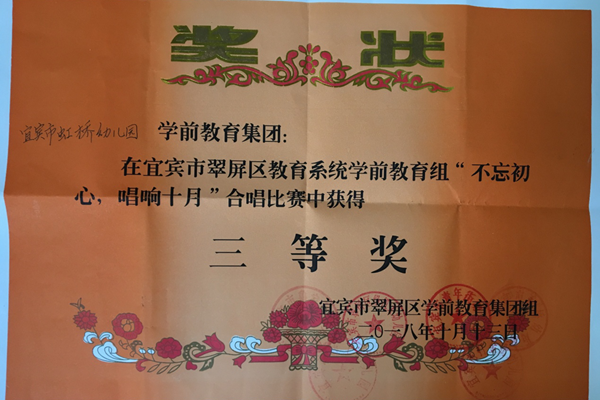 奖状
宜宾市虹桥幼儿园 学前教育集团：
在宜宾市翠屏区教育系统学前教育组“不忘初
心，唱响十月”合唱比赛中获得
三等奖
宜宾市翠屏区学前教育集团组
二〇一八年十月十三日